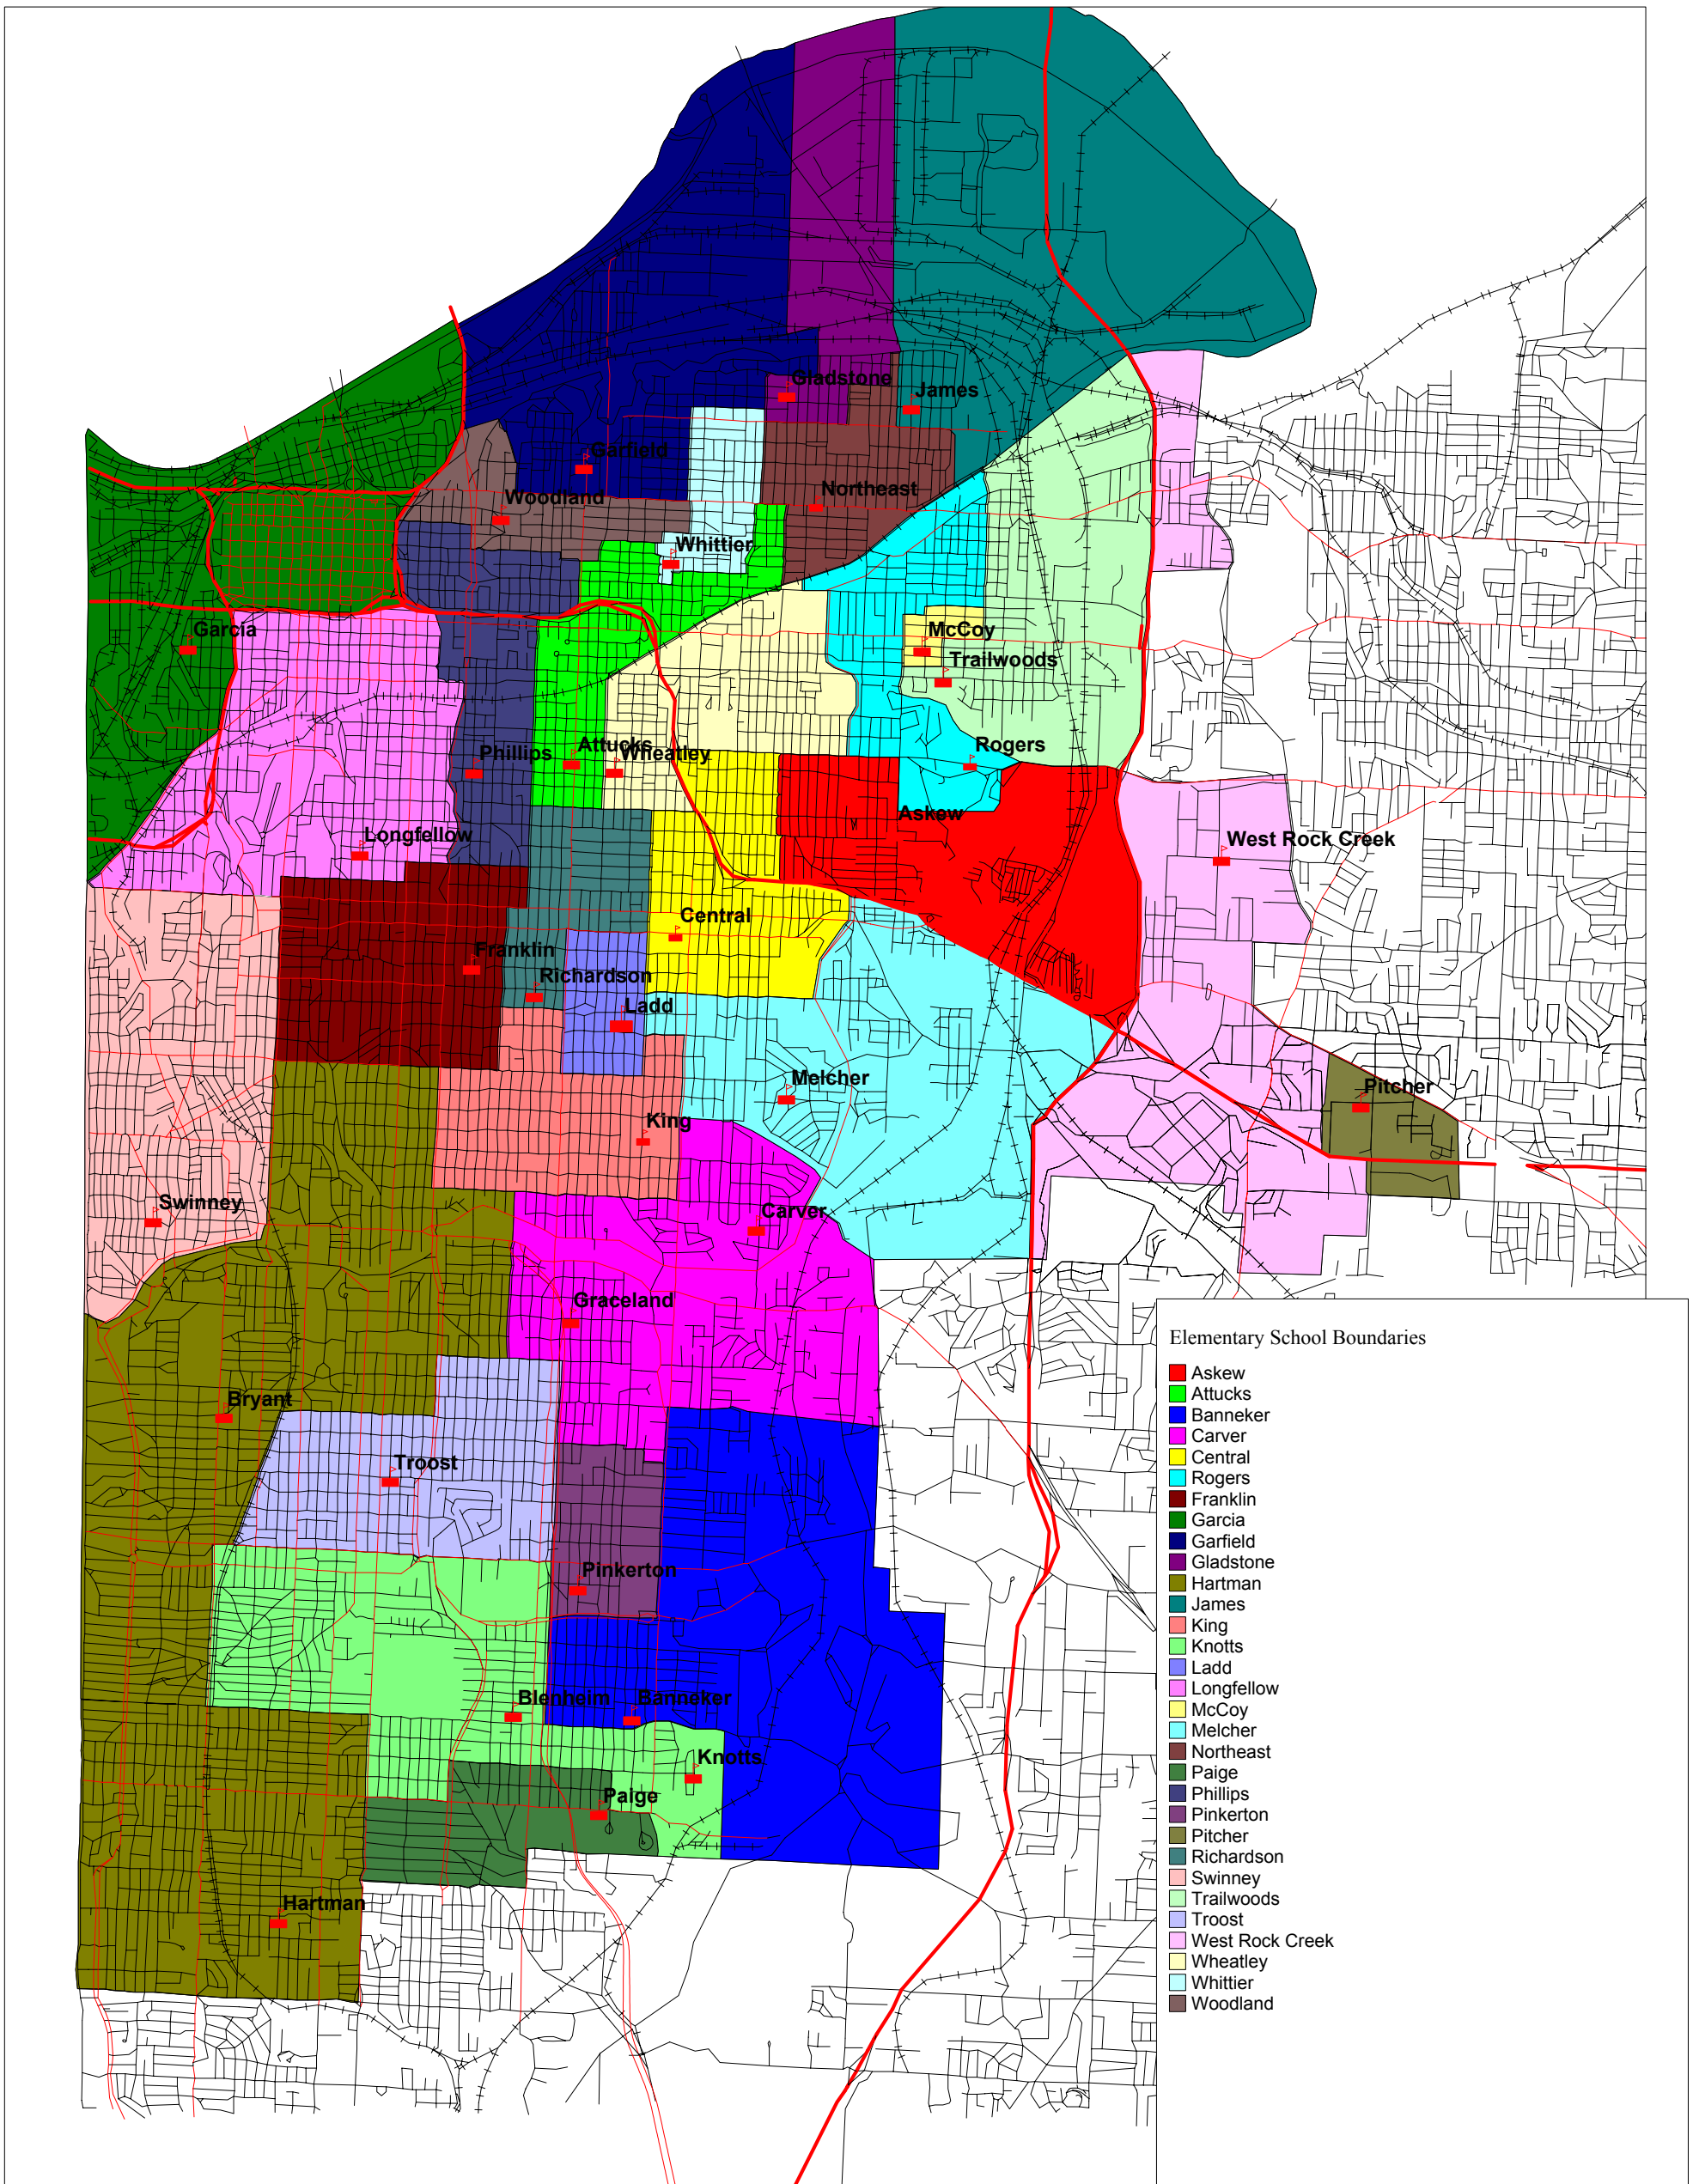 Gladstone
James
Garfield
Northeast
Woodland
Whittier
Garcia
McCoy
Trailwoods
Attucks
Rogers
Phillips
Wheatley
Askew
Longfellow
West Rock Creek
Central
Franklin
Richardson
Ladd
Melcher
Pitcher
King
Swinney
Carver
Graceland
Bryant
Troost
Pinkerton
Blenheim
Banneker
Knotts
Paige
Hartman
Elementary School Boundaries
Askew
Attucks
Banneker
Carver
Central
Rogers
Franklin
Garcia
Garfield
Gladstone
Hartman
James
King
Knotts
Ladd
Longfellow
McCoy
Melcher
Northeast
Paige
Phillips
Pinkerton
Pitcher
Richardson
Swinney
Trailwoods
Troost
West Rock Creek
Wheatley
Whittier
Woodland